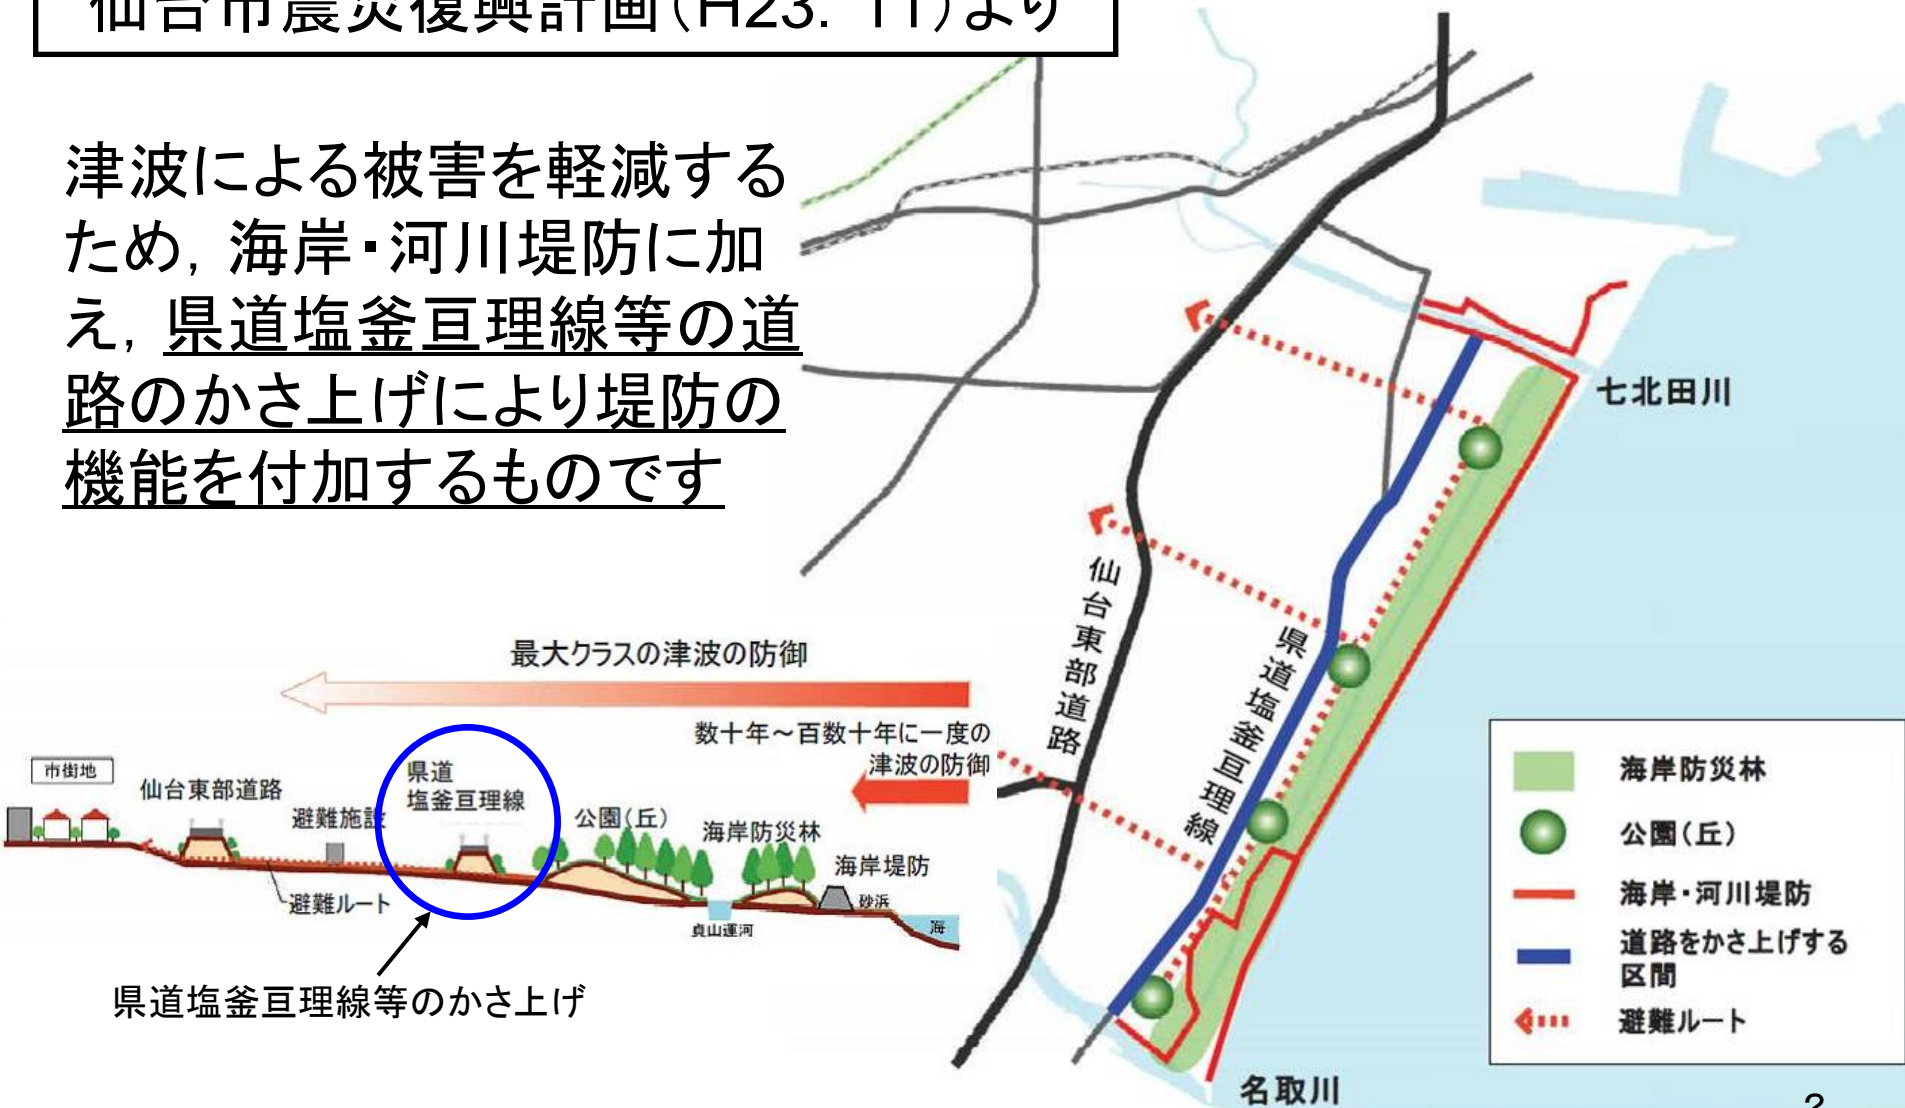 仙台市震災復興計画（H23．11）より
津波による被害を軽減する
ため，海岸・河川堤防に加
え，県道塩釜亘理線等の道
路のかさ上げにより堤防の
機能を付加するものです
七北田川
仙台東部道路
県道塩釜亘理線
最大クラスの津波の防御
数十年～百数十年に一度の
津波の防御
市街地
仙台東部道路
避難施設
県道
塩釜亘理線
公園（丘）
海岸防災林
海岸堤防
避難ルート
貞山運河
砂浜
海
県道塩釜亘理線等のかさ上げ
海岸防災林
公園（丘）
海岸・河川堤防
道路をかさ上げする
区間
避難ルート
名取川
2